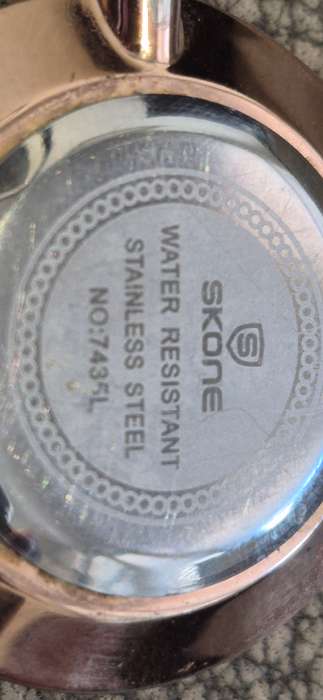 S
SKONE
WATER RESISTANT
STAINLESS STEEL
NO:7435L